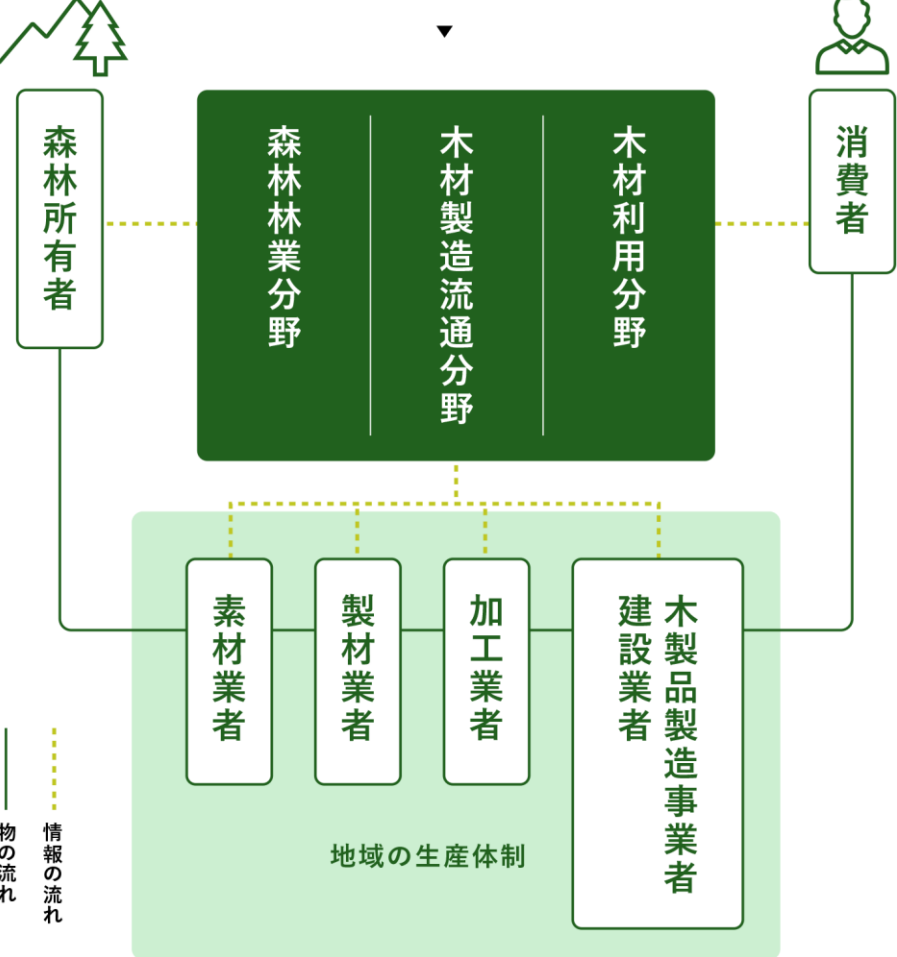 森林所有者
森林林業分野
木材製造流通分野
木材利用分野
消費者
素材業者
製材業者
加工業者
木製品製造事業者
建設業者
地域の生産体制
情報の流れ
物の流れ